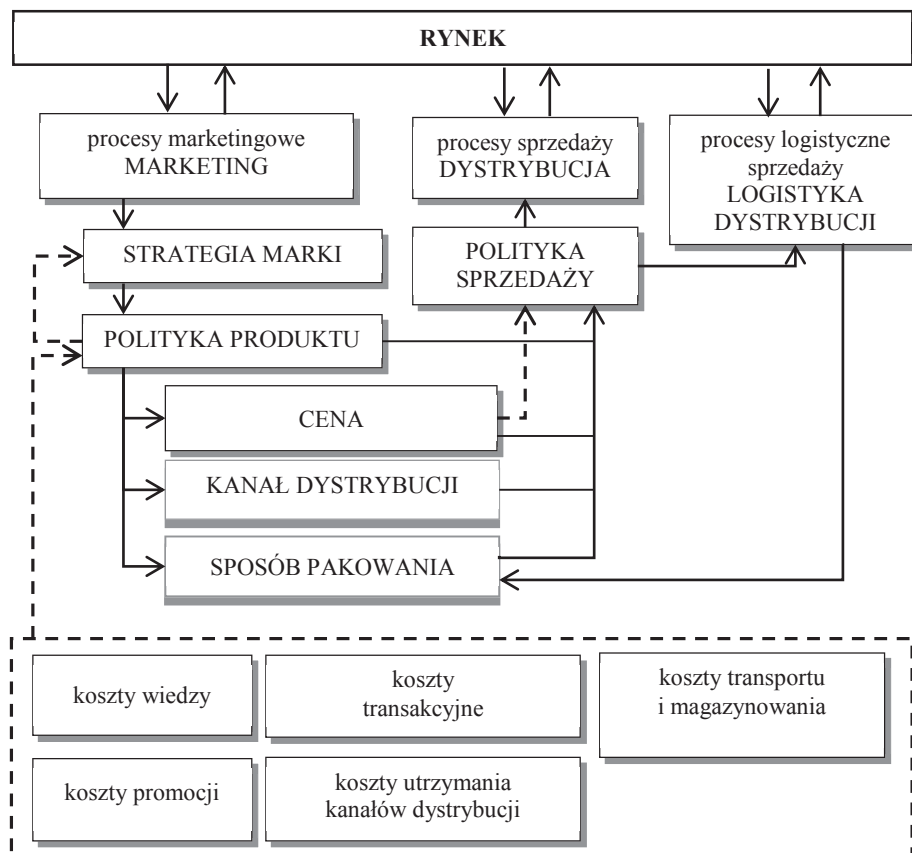 RYNEK
procesy marketingowe
MARKETING
procesy sprzedaży
DYSTRYBUCJA
procesy logistyczne
sprzedaży
LOGISTYKA
DYSTRYBUCJI
STRATEGIA MARKI
POLITYKA
SPRZEDAŻY
POLITYKA PRODUKTU
CENA
KANAŁ DYSTRYBUCJI
SPOSÓB PAKOWANIA
koszty wiedzy
koszty
transakcyjne
koszty transportu
i magazynowania
koszty promocji
koszty utrzymania
kanałów dystrybucji